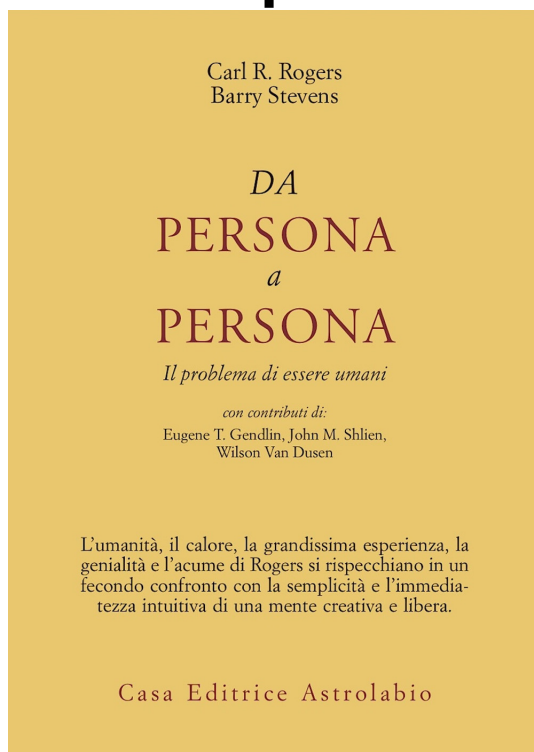 Carl R. Rogers
Barry Stevens
DA
PERSONA
a
PERSONA
Il problema di essere umani
con contributi di:
Eugene T. Gendlin, John M. Shlien,
Wilson Van Dusen
L'umanità, il calore, la grandissima esperienza, la
genialità e l'acume di Rogers si rispecchiano in un
fecondo confronto con la semplicità e l'immedia-
tezza intuitiva di una mente creativa e libera.
Casa Editrice Astrolabio